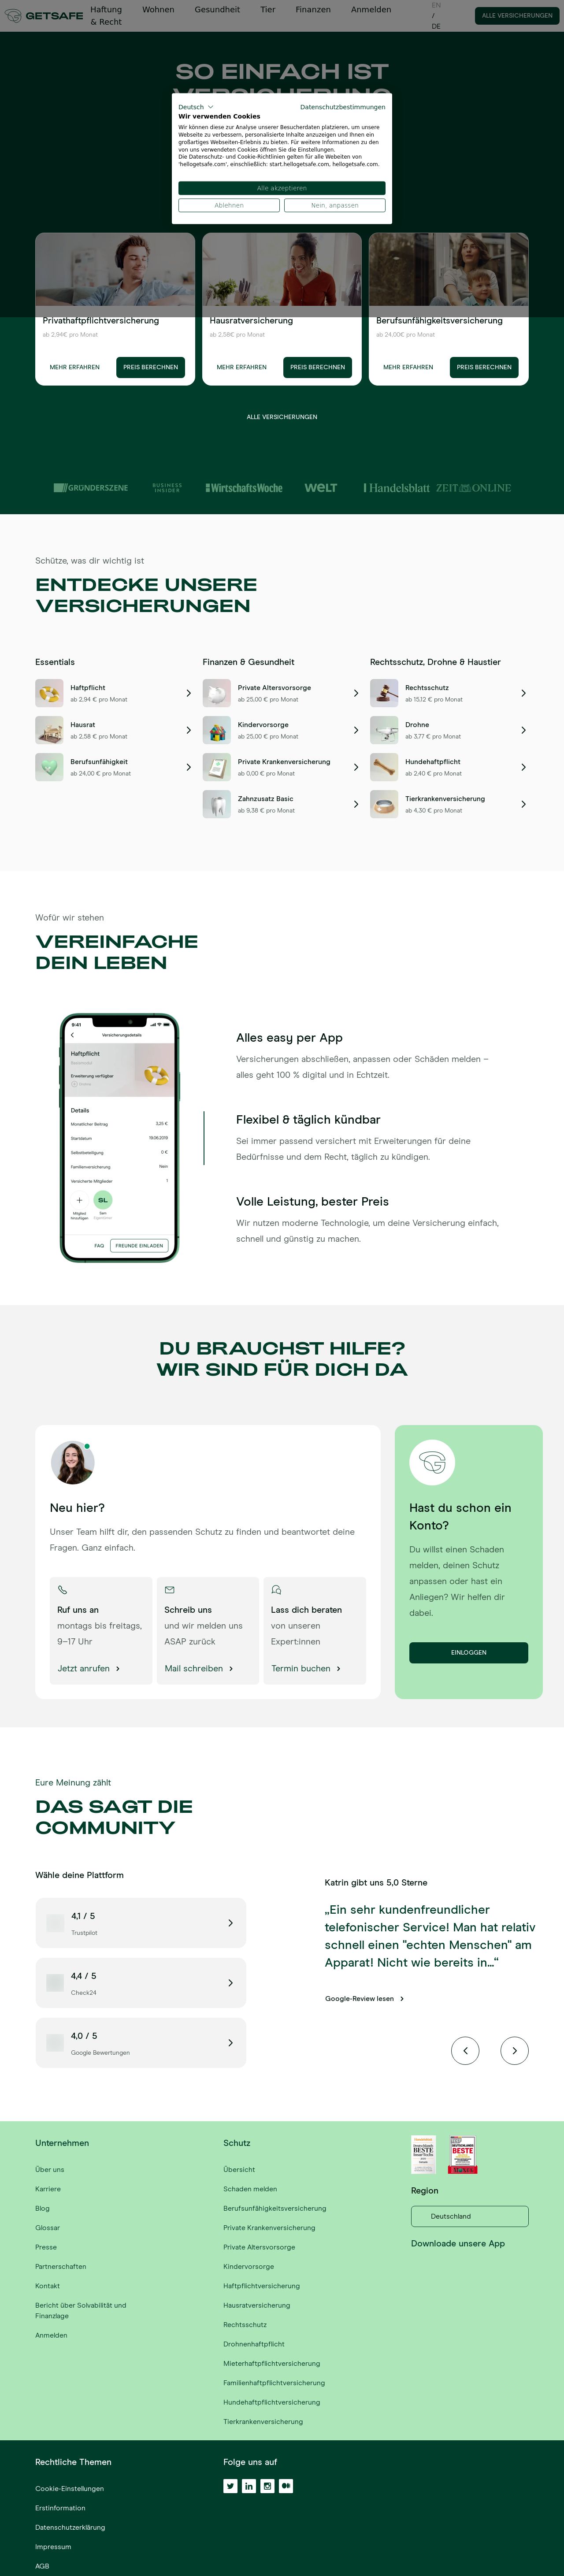 GETSAFE
Haftung & Recht
Wohnen
Gesundheit
Tier
Finanzen
Anmelden
EN
/
DE
ALLE VERSICHERUNGEN
SO EINFACH IST
Deutsch
Datenschutzbestimmungen
Wir verwenden Cookies
Wir können diese zur Analyse unserer Besucherdaten platzieren, um unsere
Webseite zu verbessern, personalisierte Inhalte anzuzeigen und Ihnen ein
großartiges Webseiten-Erlebnis zu bieten. Für weitere Informationen zu den
von uns verwendeten Cookies öffnen Sie die Einstellungen.
Die Datenschutz- und Cookie-Richtlinien gelten für alle Webeiten von
'hellogetsafe.com', einschließlich: start.hellogetsafe.com, hellogetsafe.com.
Alle akzeptieren
Ablehnen
Nein, anpassen
Privathaftpflichtversicherung
ab 2,94€ pro Monat
MEHR ERFAHREN
PREIS BERECHNEN
Hausratversicherung
ab 2,58€ pro Monat
MEHR ERFAHREN
PREIS BERECHNEN
Berufsunfähigkeitsversicherung
ab 24,00€ pro Monat
MEHR ERFAHREN
PREIS BERECHNEN
ALLE VERSICHERUNGEN
GRÜNDERSZENE
BUSINESS INSIDER
WirtschaftsWoche
WELT
Handelsblatt
ZEIT ONLINE
Schütze, was dir wichtig ist
ENTDECKE UNSERE
VERSICHERUNGEN
Essentials
Haftpflicht
ab 2,94 € pro Monat
Hausrat
ab 2,58 € pro Monat
Berufsunfähigkeit
ab 24,00 € pro Monat
Finanzen & Gesundheit
Private Altersvorsorge
ab 25,00 € pro Monat
Kindervorsorge
ab 25,00 € pro Monat
Private Krankenversicherung
ab 0,00 € pro Monat
Zahnzusatz Basic
ab 9,38 € pro Monat
Rechtsschutz, Drohne & Haustier
Rechtsschutz
ab 15,12 € pro Monat
Drohne
ab 3,77 € pro Monat
Hundehaftpflicht
ab 2,40 € pro Monat
Tierkrankenversicherung
ab 4,30 € pro Monat
Wofür wir stehen
VEREINFACHE
DEIN LEBEN
9:41
Versicherungsdetails
Haftpflicht
Erweiterung verfügbar
Details
Monatlicher Beitrag
Startdatum
19.08.2019
Selbstbeteiligung
0 €
Familienversicherung
Nein
Versicherte Mitglieder
1
SL
Mitglied hinzufügen
Sam
FAQ
FREUNDE EINLADEN
Alles easy per App
Versicherungen abschließen, anpassen oder Schäden melden –
alles geht 100 % digital und in Echtzeit.
Flexibel & täglich kündbar
Sei immer passend versichert mit Erweiterungen für deine
Bedürfnisse und dem Recht, täglich zu kündigen.
Volle Leistung, bester Preis
Wir nutzen moderne Technologie, um deine Versicherung einfach,
schnell und günstig zu machen.
DU BRAUCHST HILFE?
WIR SIND FÜR DICH DA
Neu hier?
Unser Team hilft dir, den passenden Schutz zu finden und beantwortet deine
Fragen. Ganz einfach.
Ruf uns an
montags bis freitags,
9–17 Uhr
Jetzt anrufen
Schreib uns
und wir melden uns
ASAP zurück
Mail schreiben
Lass dich beraten
von unseren
Expert:innen
Termin buchen
Hast du schon ein
Konto?
Du willst einen Schaden
melden, deinen Schutz
anpassen oder hast ein
Anliegen? Wir helfen dir
dabei.
EINLOGGEN
Eure Meinung zählt
DAS SAGT DIE
COMMUNITY
Wähle deine Plattform
4,1 / 5
Trustpilot
4,4 / 5
Check24
4,0 / 5
Google Bewertungen
Katrin gibt uns 5,0 Sterne
„Ein sehr kundenfreundlicher
telefonischer Service! Man hat relativ
schnell einen "echten Menschen" am
Apparat! Nicht wie bereits in...“
Google-Review lesen
Unternehmen
Über uns
Karriere
Blog
Glossar
Presse
Partnerschaften
Kontakt
Bericht über Solvabilität und
Finanzlage
Anmelden
Schutz
Übersicht
Schaden melden
Berufsunfähigkeitsversicherung
Private Krankenversicherung
Private Altersvorsorge
Kindervorsorge
Haftpflichtversicherung
Hausratversicherung
Rechtsschutz
Drohnenhaftpflicht
Mieterhaftpflichtversicherung
Familienhaftpflichtversicherung
Hundehaftpflichtversicherung
Tierkrankenversicherung
BESTE
BESTE
Region
Deutschland
Downloade unsere App
Rechtliche Themen
Cookie-Einstellungen
Erstinformation
Datenschutzerklärung
Impressum
AGB
Folge uns auf